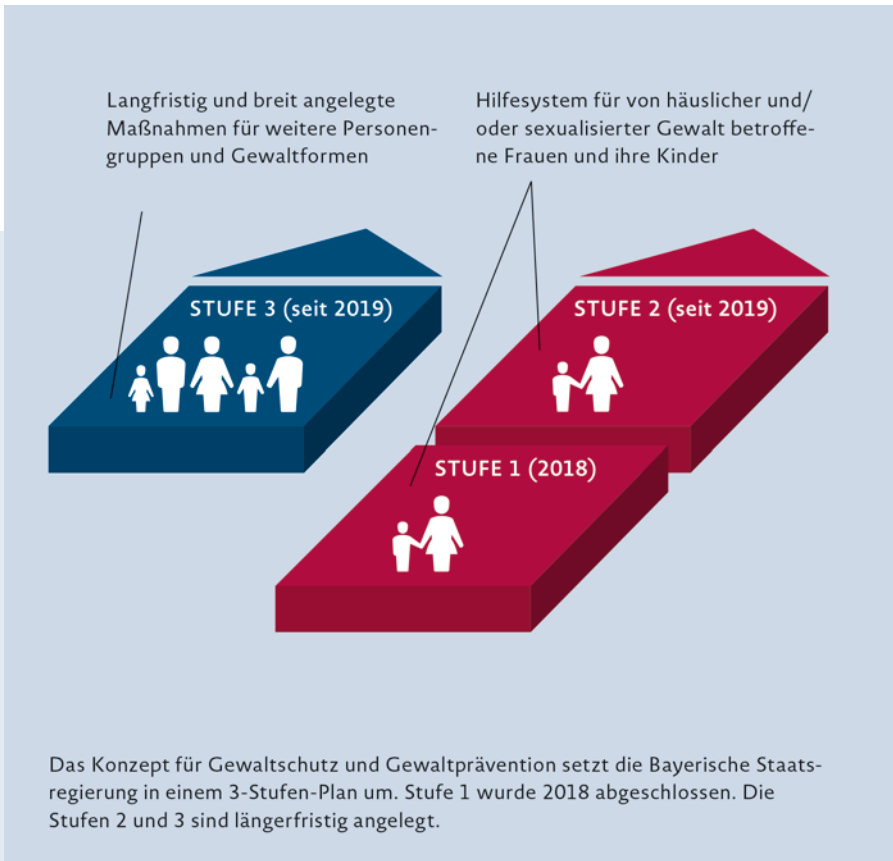 Langfristig und breit angelegte
Maßnahmen für weitere Personen-
gruppen und Gewaltformen
Hilfesystem für von häuslicher und/
oder sexualisierter Gewalt betroffe-
ne Frauen und ihre Kinder
STUFE 3 (seit 2019)
STUFE 2 (seit 2019)
STUFE 1 (2018)
Das Konzept für Gewaltschutz und Gewaltprävention setzt die Bayerische Staats-
regierung in einem 3-Stufen-Plan um. Stufe 1 wurde 2018 abgeschlossen. Die
Stufen 2 und 3 sind längerfristig angelegt.